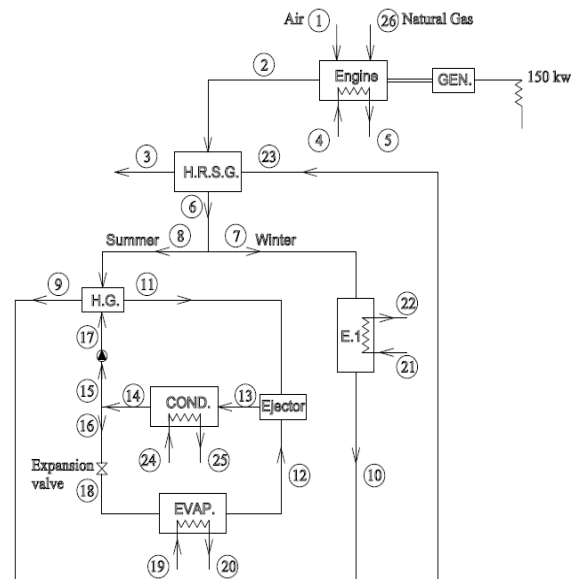 Air 1 26 Natural Gas
2 Engine GEN. 150 kw
4 5
3 H.R.S.G. 23
6
Summer 8 7 Winter
9 H.G. 11
22
E.1
17
21
15 14 COND. 13 Ejector
16
24 25
Expansion
valve
12 10
18
EVAP.
19 20